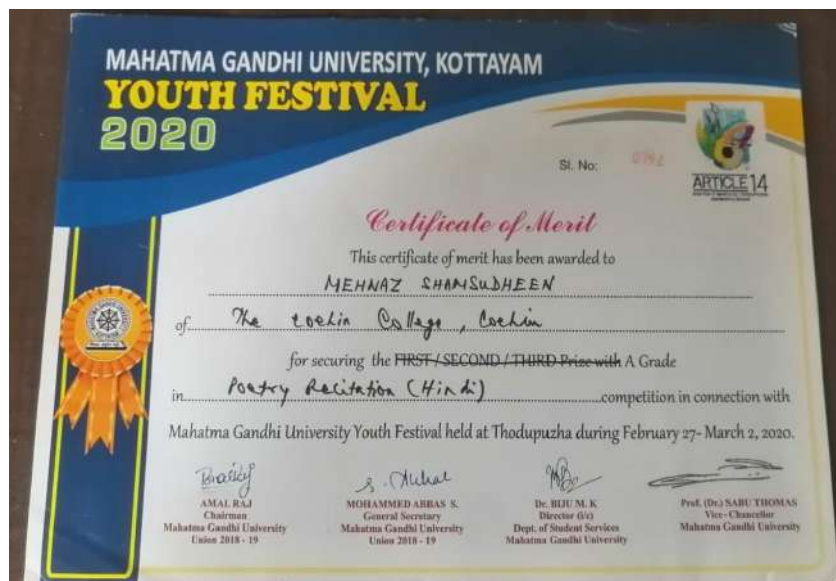 MAHATMA GANDHI UNIVERSITY, KOTTAYAM
YOUTH FESTIVAL
2020
Sl. No:
ARTICLE 14
Certificate of Merit
This certificate of merit has been awarded to
MEHNAZ SHAMSUDHEEN
of The Cochin College, Cochin
for securing the FIRST / SECOND / THIRD Prize with A Grade
in Poetry Recitation (Hindi) competition in connection with
Mahatma Gandhi University Youth Festival held at Thodupuzha during February 27- March 2, 2020.
AMAL RAJ
Chairman
Mahatma Gandhi University
Union 2018 - 19
MOHAMMED ABBAS S.
General Secretary
Mahatma Gandhi University
Union 2018 - 19
Dr. BIJU M. K
Director (i/c)
Dept. of Student Services
Mahatma Gandhi University
Prof. (Dr.) SABU THOMAS
Vice- Chancellor
Mahatma Gandhi University